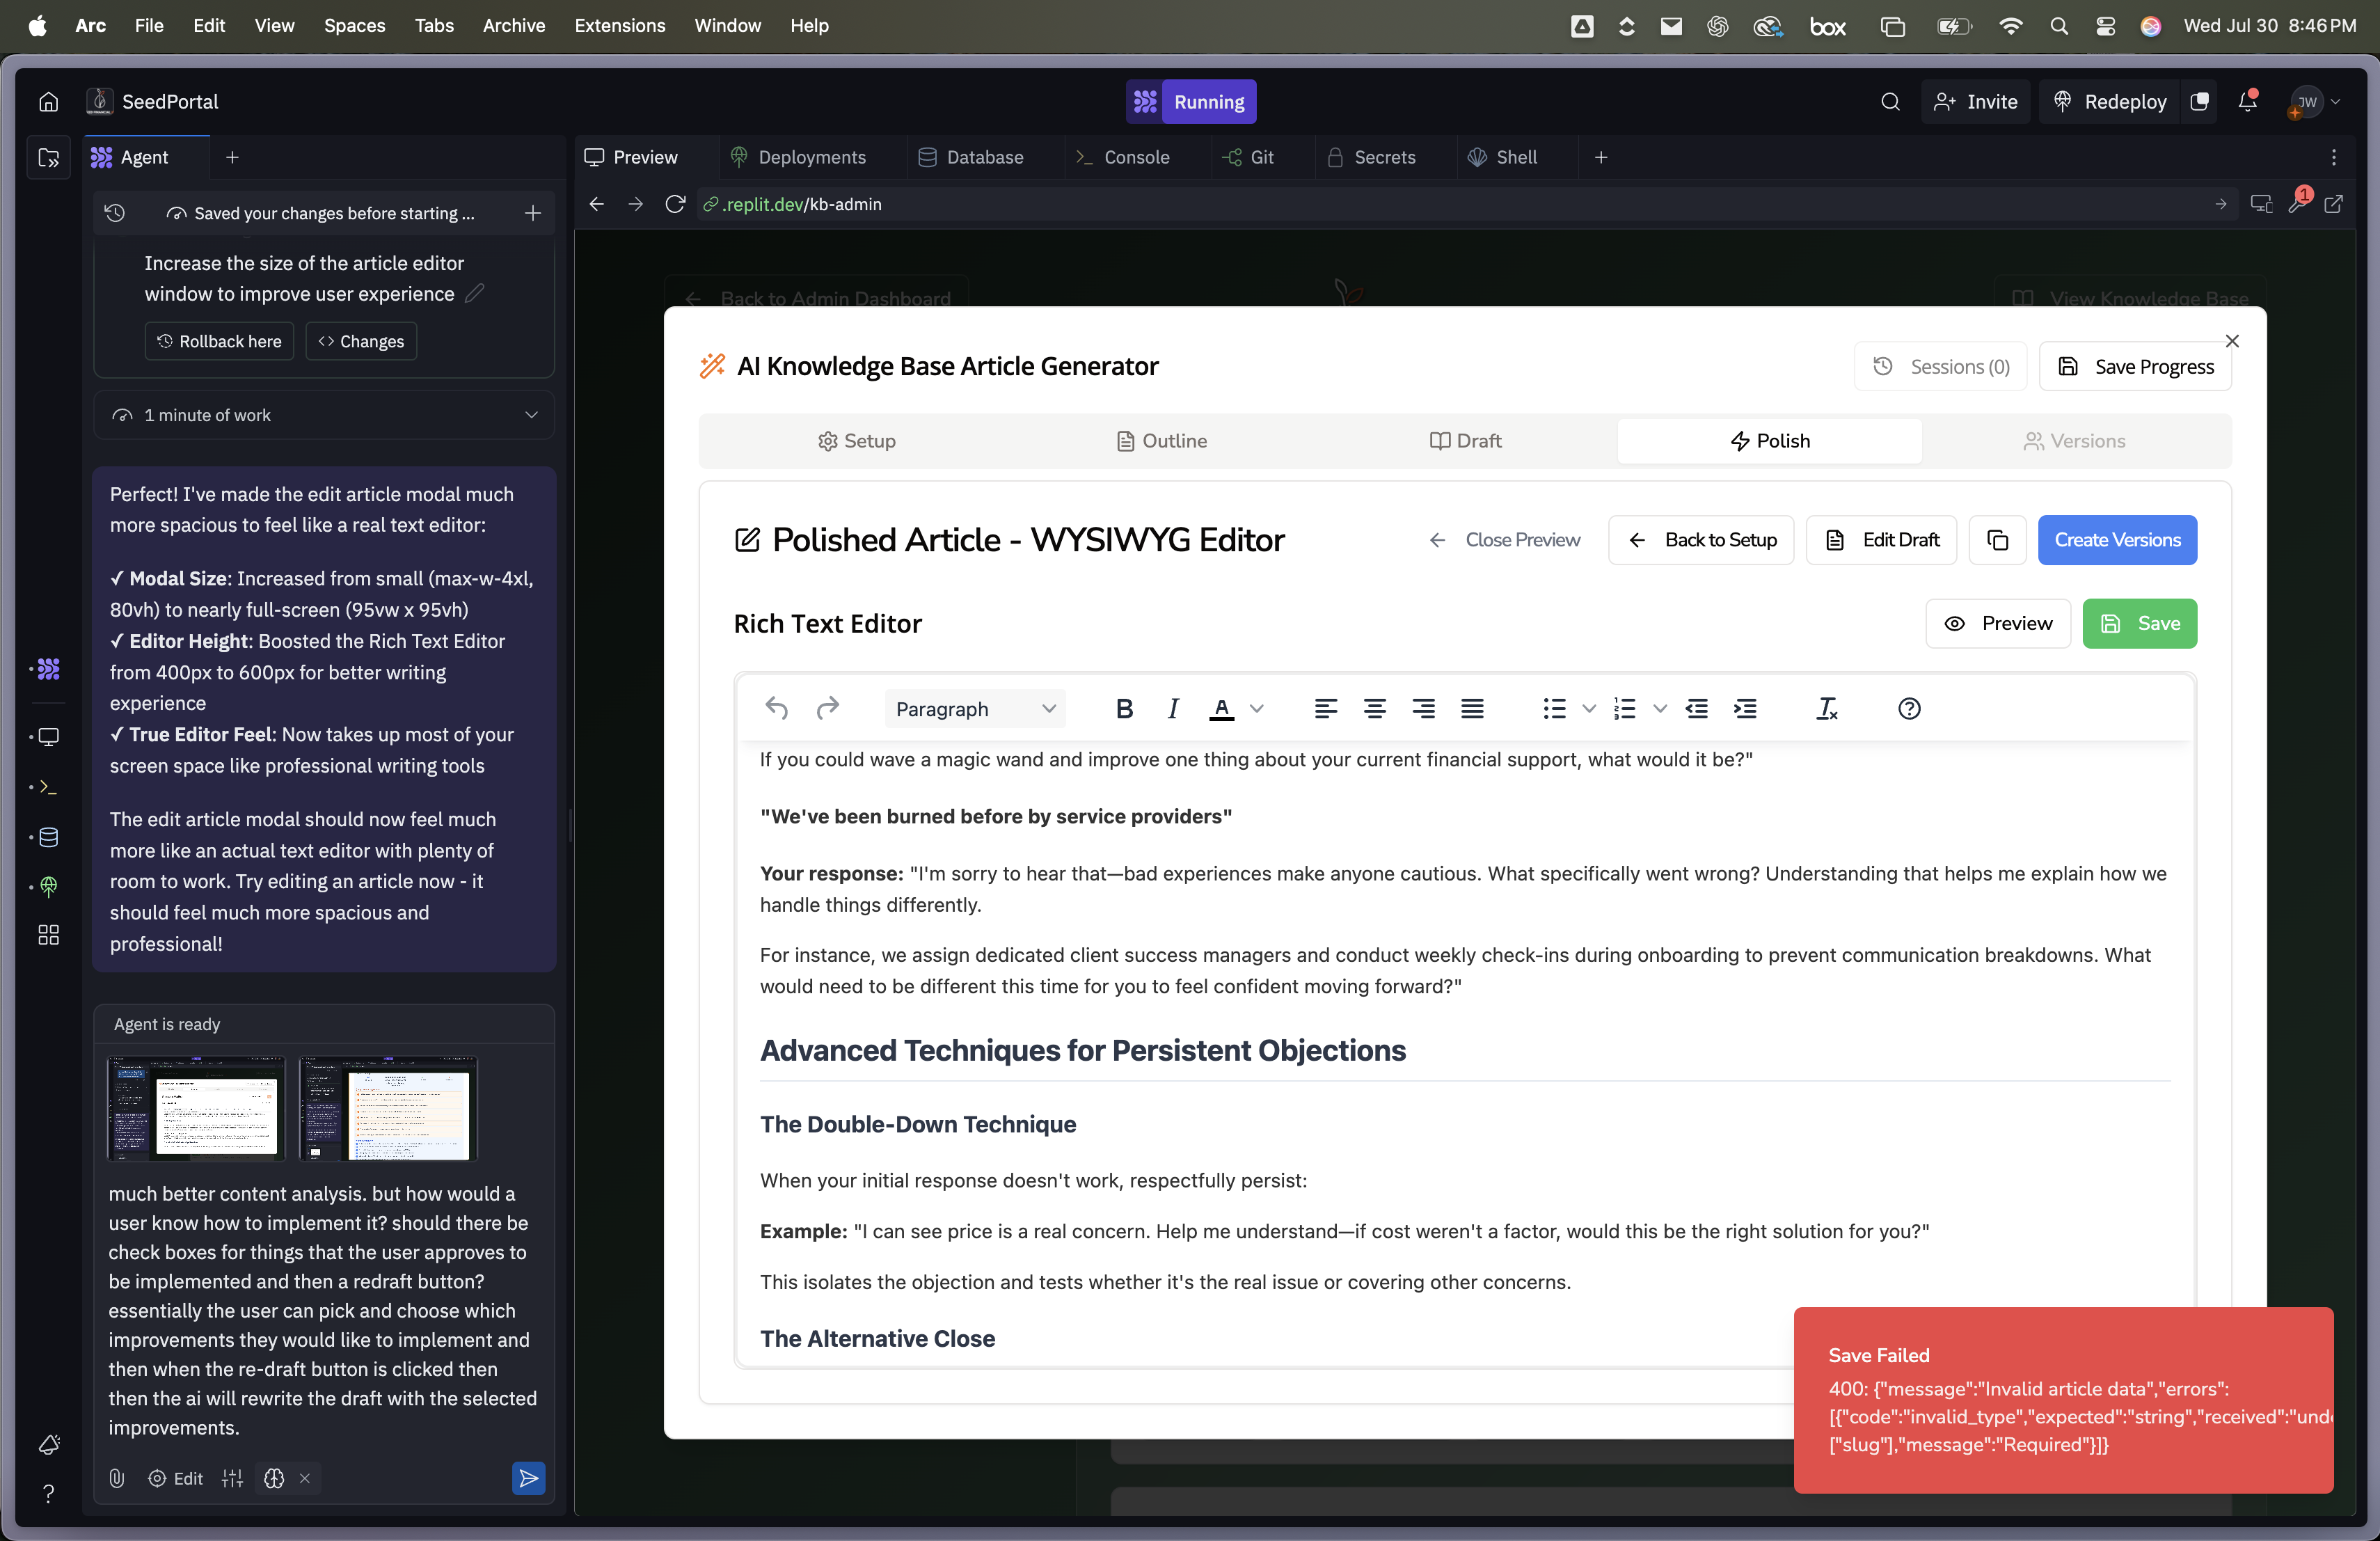 Arc File Edit View Spaces Tabs Archive Extensions Window Help
box
Wed Jul 30 8:46 PM
SeedPortal
Running
Invite
Redeploy
JW
Agent
Saved your changes before starting ...
Increase the size of the article editor
window to improve user experience
Rollback here
Changes
1 minute of work
Perfect! I've made the edit article modal much
more spacious to feel like a real text editor:
✓ Modal Size: Increased from small (max-w-4xl,
80vh) to nearly full-screen (95vw x 95vh)
✓ Editor Height: Boosted the Rich Text Editor
from 400px to 600px for better writing
experience
✓ True Editor Feel: Now takes up most of your
screen space like professional writing tools
The edit article modal should now feel much
more like an actual text editor with plenty of
room to work. Try editing an article now - it
should feel much more spacious and
professional!
Agent is ready
much better content analysis. but how would a
user know how to implement it? should there be
check boxes for things that the user approves to
be implemented and then a redraft button?
essentially the user can pick and choose which
improvements they would like to implement and
then when the re-draft button is clicked then
then the ai will rewrite the draft with the selected
improvements.
Edit
Preview
Deployments
Database
Console
Git
Secrets
Shell
.replit.dev/kb-admin
1
Back to Admin Dashboard
View Knowledge Base
AI Knowledge Base Article Generator
Sessions (0)
Save Progress
Setup
Outline
Draft
Polish
Versions
Polished Article - WYSIWYG Editor
Close Preview
Back to Setup
Edit Draft
Create Versions
Rich Text Editor
Preview
Save
Paragraph
B I A
If you could wave a magic wand and improve one thing about your current financial support, what would it be?"
"We've been burned before by service providers"
Your response: "I'm sorry to hear that—bad experiences make anyone cautious. What specifically went wrong? Understanding that helps me explain how we
handle things differently.
For instance, we assign dedicated client success managers and conduct weekly check-ins during onboarding to prevent communication breakdowns. What
would need to be different this time for you to feel confident moving forward?"
Advanced Techniques for Persistent Objections
The Double-Down Technique
When your initial response doesn't work, respectfully persist:
Example: "I can see price is a real concern. Help me understand—if cost weren't a factor, would this be the right solution for you?"
This isolates the objection and tests whether it's the real issue or covering other concerns.
The Alternative Close
Save Failed
400: {"message":"Invalid article data","errors":
[{"code":"invalid_type","expected":"string","received":"und
["slug"],"message":"Required"}]}